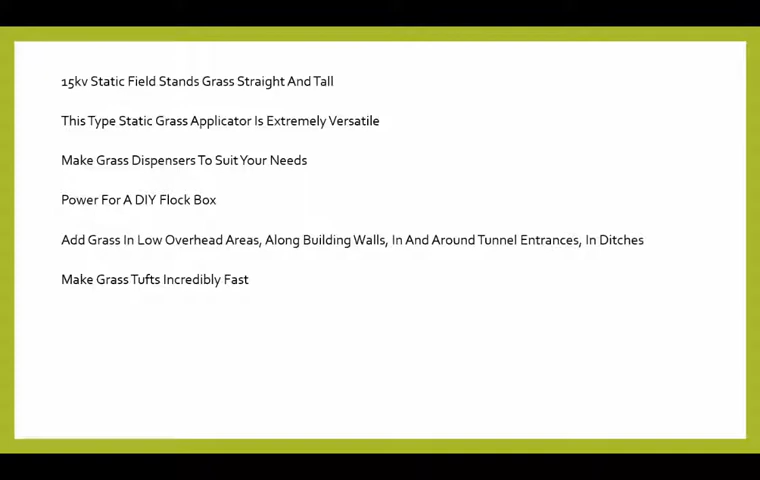 15kv Static Field Stands Grass Straight And Tall
This Type Static Grass Applicator Is Extremely Versatile
Make Grass Dispensers To Suit Your Needs
Power For A DIY Flock Box
Add Grass In Low Overhead Areas, Along Building Walls, In And Around Tunnel Entrances, In Ditches
Make Grass Tufts Incredibly Fast